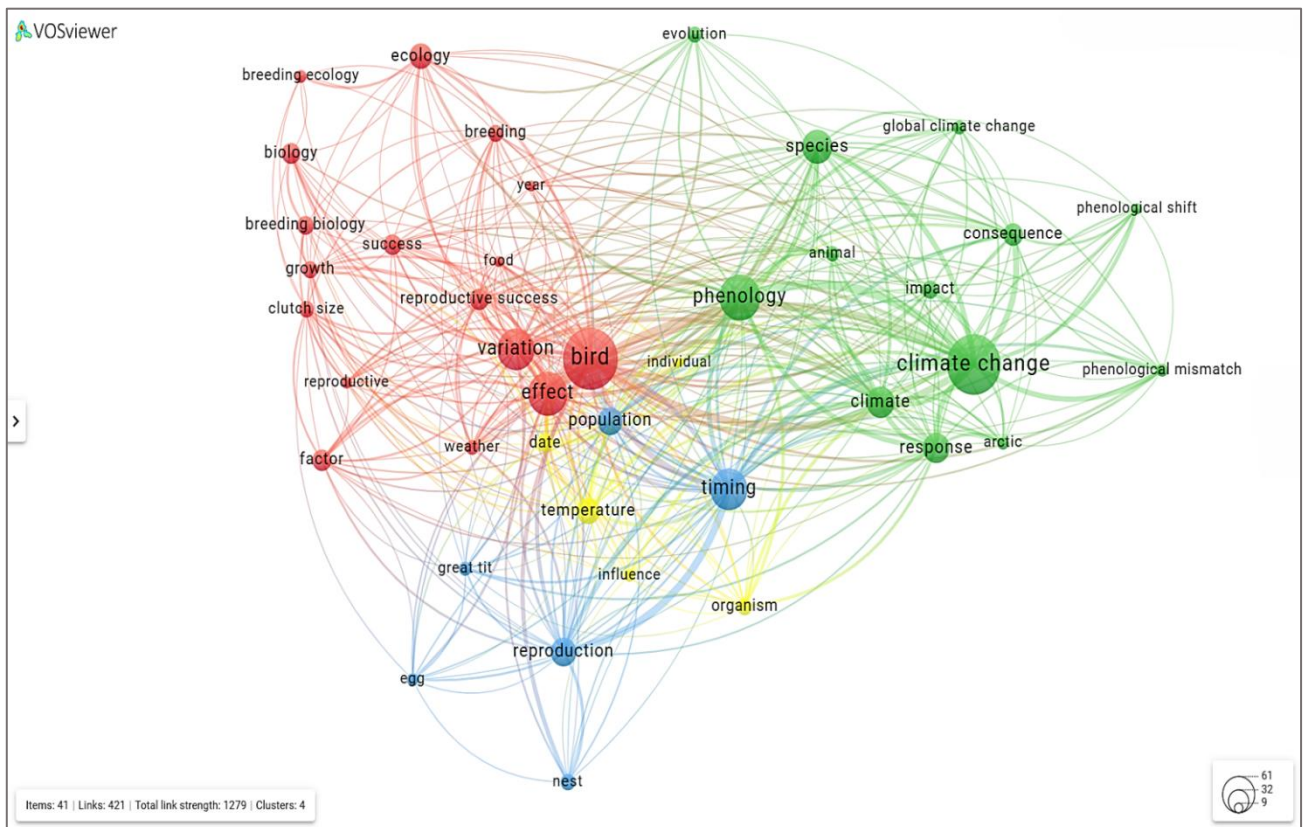 VOSviewer
evolution
ecology
breeding ecology
global climate change
breeding
species
biology
year
phenological shift
breeding biology
consequence
success
animal
food
growth
impact
phenology
reproductive success
clutch size
variation
bird
individual
climate change
phenological mismatch
reproductive
effect
climate
population
date
arctic
weather
response
factor
timing
temperature
great tit
influence
organism
reproduction
egg
nest
61
32
9
Items: 41 | Links: 421 | Total link strength: 1279 | Clusters: 4